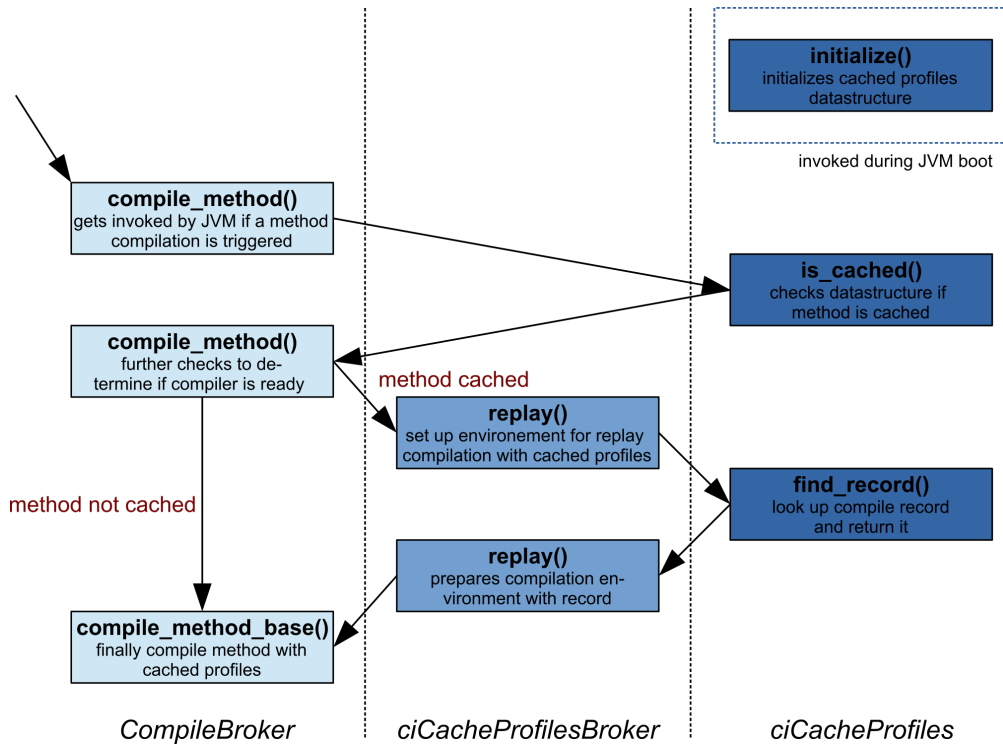 initialize()
initializes cached profiles
datastructure
invoked during JVM boot
compile_method()
gets invoked by JVM if a method
compilation is triggered
is_cached()
checks datastructure if
method is cached
compile_method()
further checks to de-
termine if compiler is ready
method cached
replay()
set up environement for replay
compilation with cached profiles
method not cached
find_record()
look up compile record
and return it
replay()
prepares compilation en-
vironment with record
compile_method_base()
finally compile method with
cached profiles
CompileBroker
ciCacheProfilesBroker
ciCacheProfiles